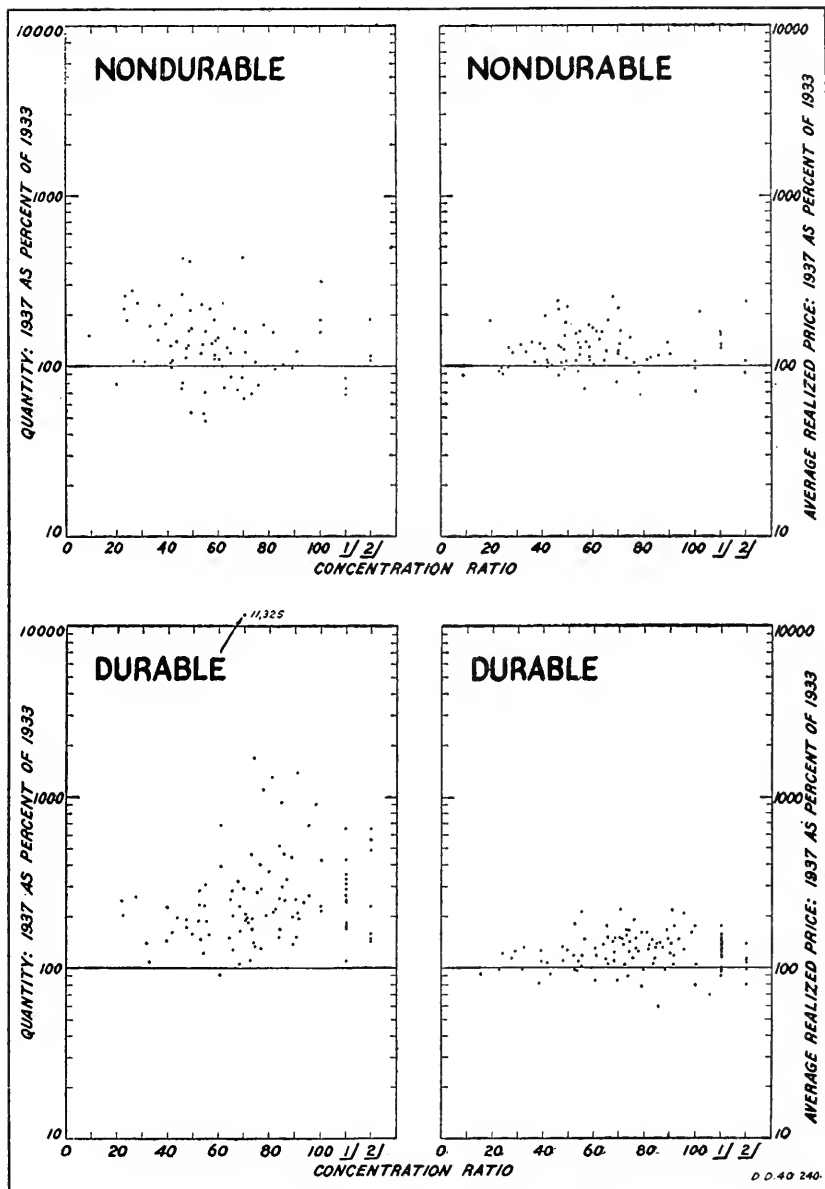 NONDURABLE
QUANTITY: 1937 AS PERCENT OF 1933
10000
1000
100
10
0 20 40 60 80 100 1/ 2/
NONDURABLE
AVERAGE REALIZED PRICE: 1937 AS PERCENT OF 1933
10000
1000
100
10
0 20 40 60 80 100 1/ 2/
CONCENTRATION RATIO
11,325
DURABLE
QUANTITY: 1937 AS PERCENT OF 1933
10000
1000
100
10
0 20 40 60 80 100 1/ 2/
DURABLE
AVERAGE REALIZED PRICE: 1937 AS PERCENT OF 1933
10000
1000
100
10
0 20 40 60 80 100 1/ 2/
CONCENTRATION RATIO
D D. 40 240.